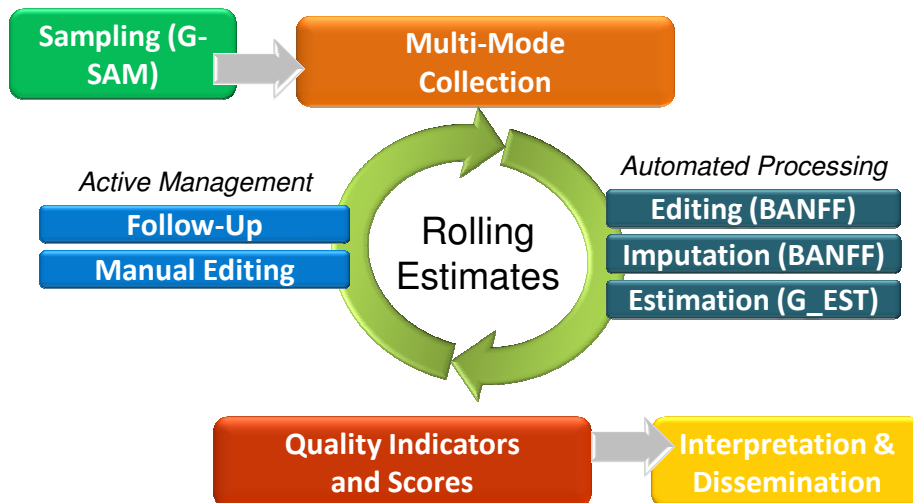 Sampling (G-
SAM)
Multi-Mode
Collection
Active Management
Follow-Up
Manual Editing
Rolling
Estimates
Automated Processing
Editing (BANFF)
Imputation (BANFF)
Estimation (G_EST)
Quality Indicators
and Scores
Interpretation &
Dissemination